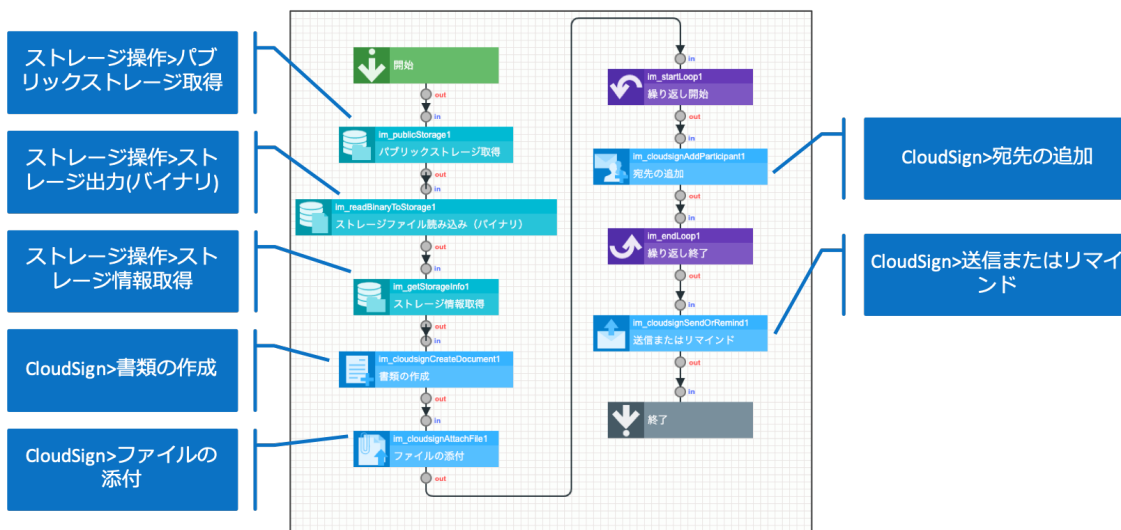 ストレージ操作>パブ
リックストレージ取得
ストレージ操作>スト
レージ出力(バイナリ)
ストレージ操作>スト
レージ情報取得
CloudSign>書類の作成
CloudSign>ファイルの
添付
開始
out
in
im_publicStorage1
パブリックストレージ取得
out
in
im_readBinaryToStorage1
ストレージファイル読み込み（バイナリ）
out
in
im_getStorageInfo1
ストレージ情報取得
out
in
im_cloudsignCreateDocument1
書類の作成
out
in
im_cloudsignAttachFile1
ファイルの添付
out
in
im_startLoop1
繰り返し開始
out
in
im_cloudsignAddParticipant1
宛先の追加
out
in
im_endLoop1
繰り返し終了
out
in
im_cloudsignSendOrRemind1
送信またはリマインド
out
in
終了
CloudSign>宛先の追加
CloudSign>送信またはリマイ
ンド